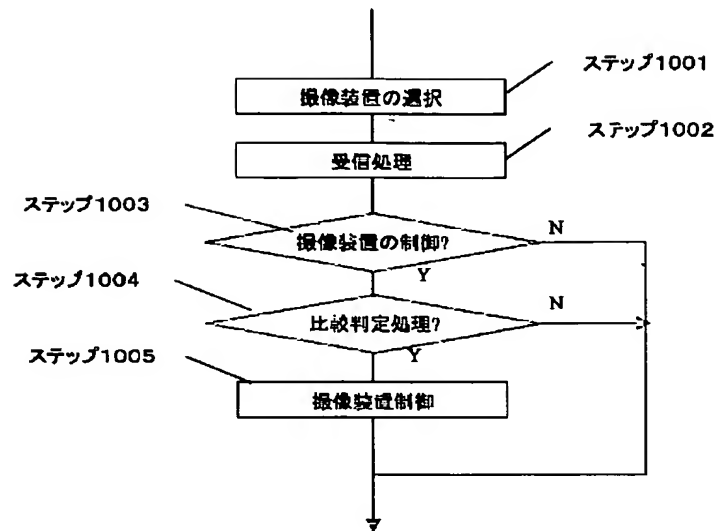 ステップ1001
撮像装置の選択
ステップ1002
受信処理
ステップ1003
撮像装置の制御?
N
Y
ステップ1004
比較判定処理?
N
Y
ステップ1005
撮像装置制御